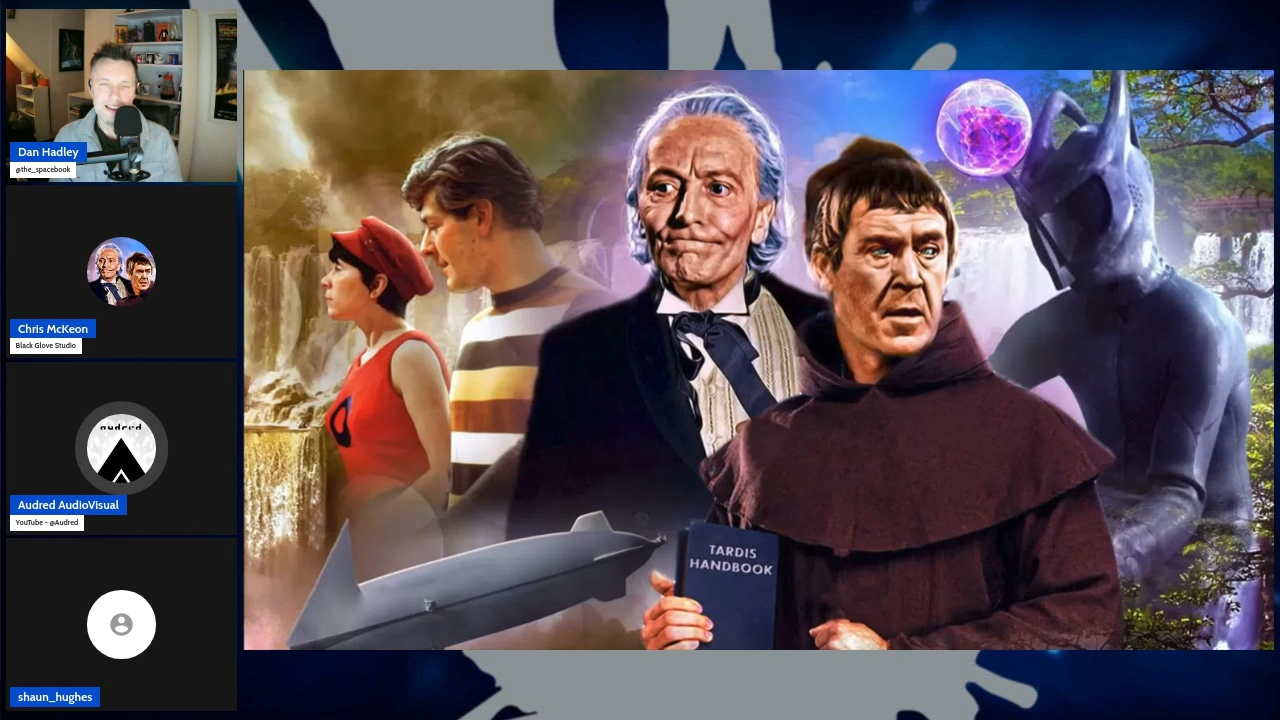 Dan Hadley
@the_spacebook
Chris McKeon
Black Glove Studio
audred
Audred AudioVisual
YouTube - @Audred
shaun_hughes
TARDIS
HANDBOOK